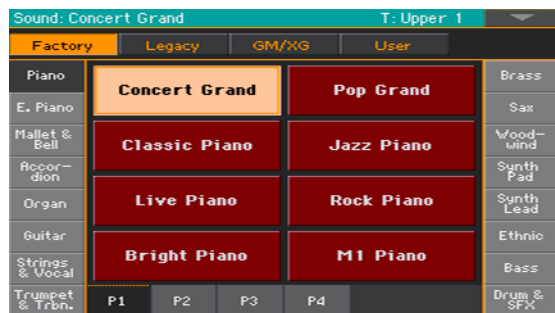 Sound: Concert Grand T: Upper 1
Factory Legacy GM/XG User
Piano
E. Piano
Mallet &
Bell
Accor-
dion
Organ
Guitar
Strings
& Vocal
Trumpet
& Trbn.
Concert Grand Pop Grand
Classic Piano Jazz Piano
Live Piano Rock Piano
Bright Piano M1 Piano
P1 P2 P3 P4
Brass
Sax
Wood-
wind
Synth
Pad
Synth
Lead
Ethnic
Bass
Drum &
SFX